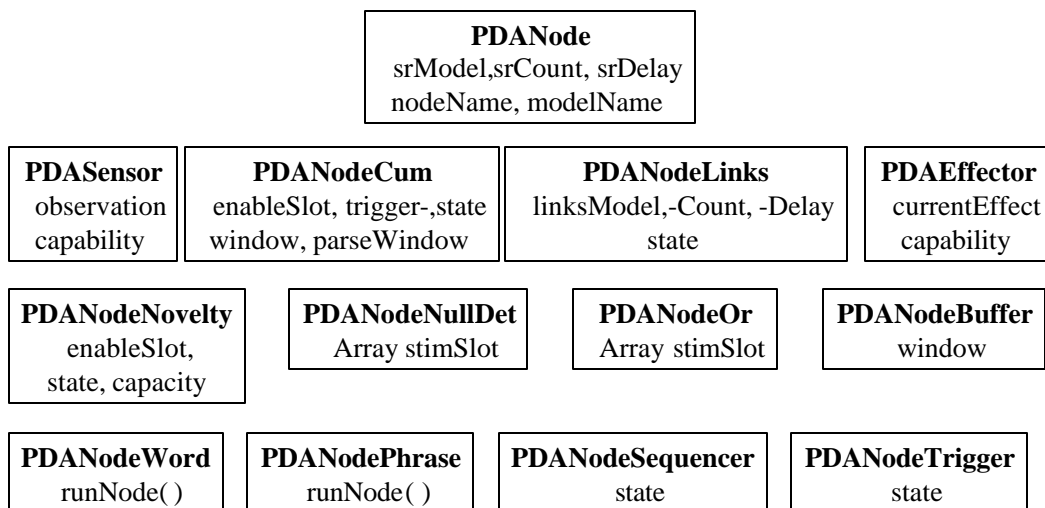 PDANode
srModel,srCount, srDelay
nodeName, modelName
PDASensor
observation
capability
PDANodeCum
enableSlot, trigger-,state
window, parseWindow
PDANodeLinks
linksModel,-Count, -Delay
state
PDAEffector
currentEffect
capability
PDANodeNovelty
enableSlot,
state, capacity
PDANodeNullDet
Array stimSlot
PDANodeOr
Array stimSlot
PDANodeBuffer
window
PDANodeWord
runNode( )
PDANodePhrase
runNode( )
PDANodeSequencer
state
PDANodeTrigger
state